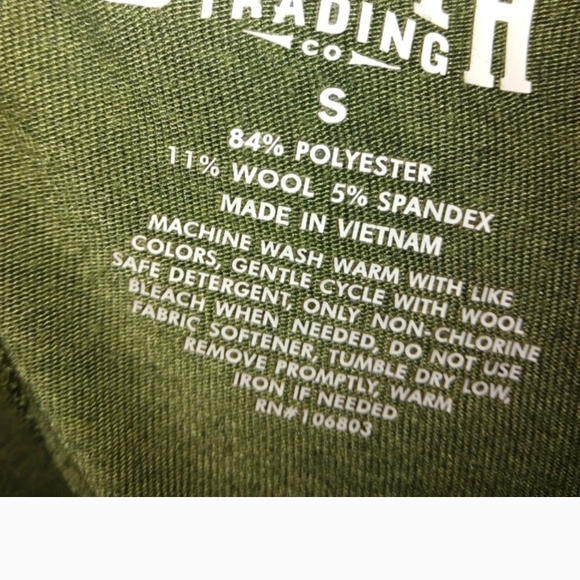 TRADING
CO
S
84% POLYESTER
11% WOOL 5% SPANDEX
MADE IN VIETNAM
MACHINE WASH WARM WITH LIKE
COLORS, GENTLE CYCLE WITH WOOL
SAFE DETERGENT, ONLY NON-CHLORINE
BLEACH WHEN NEEDED, DO NOT USE
FABRIC SOFTENER, TUMBLE DRY LOW,
REMOVE PROMPTLY, WARM
IRON IF NEEDED
RN#106803